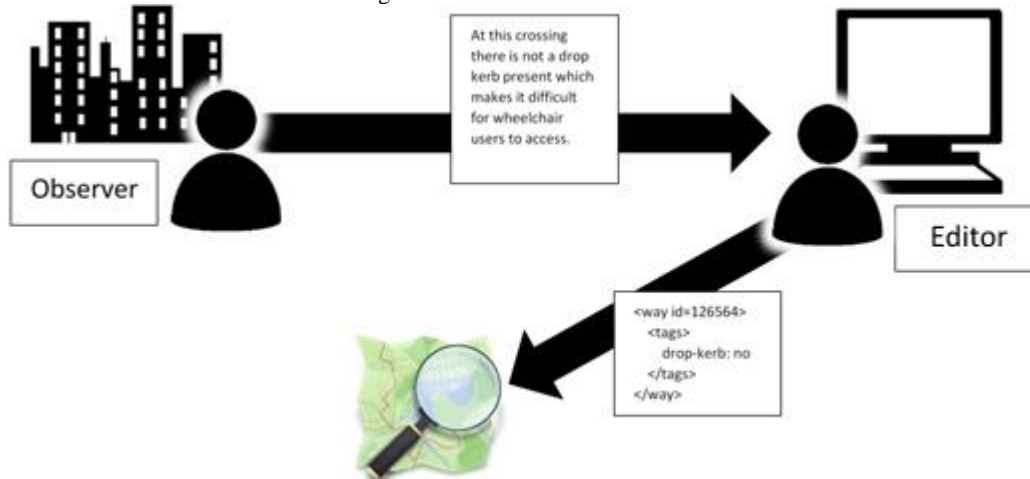 At this crossing
there is not a drop
kerb present which
makes it difficult
for wheelchair
users to access.
Observer
Editor
<way id=126564>
<tags>
drop-kerb: no
</tags>
</way>